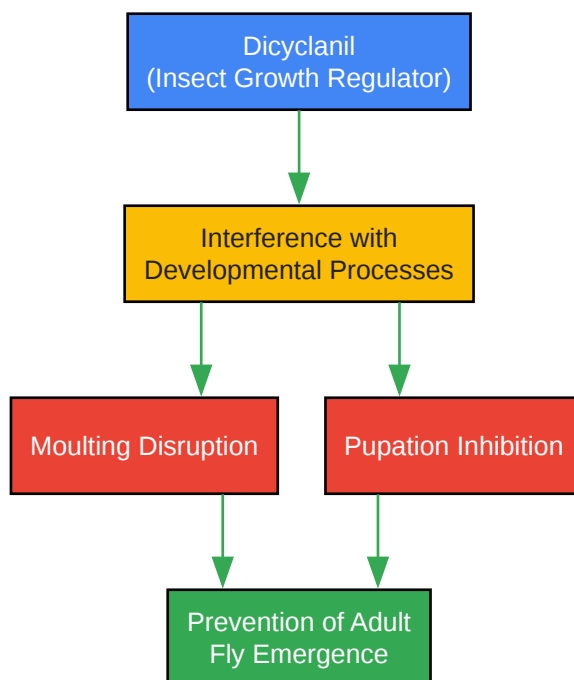 Dicyclanil
(Insect Growth Regulator)
Interference with
Developmental Processes
Moulting Disruption
Pupation Inhibition
Prevention of Adult
Fly Emergence